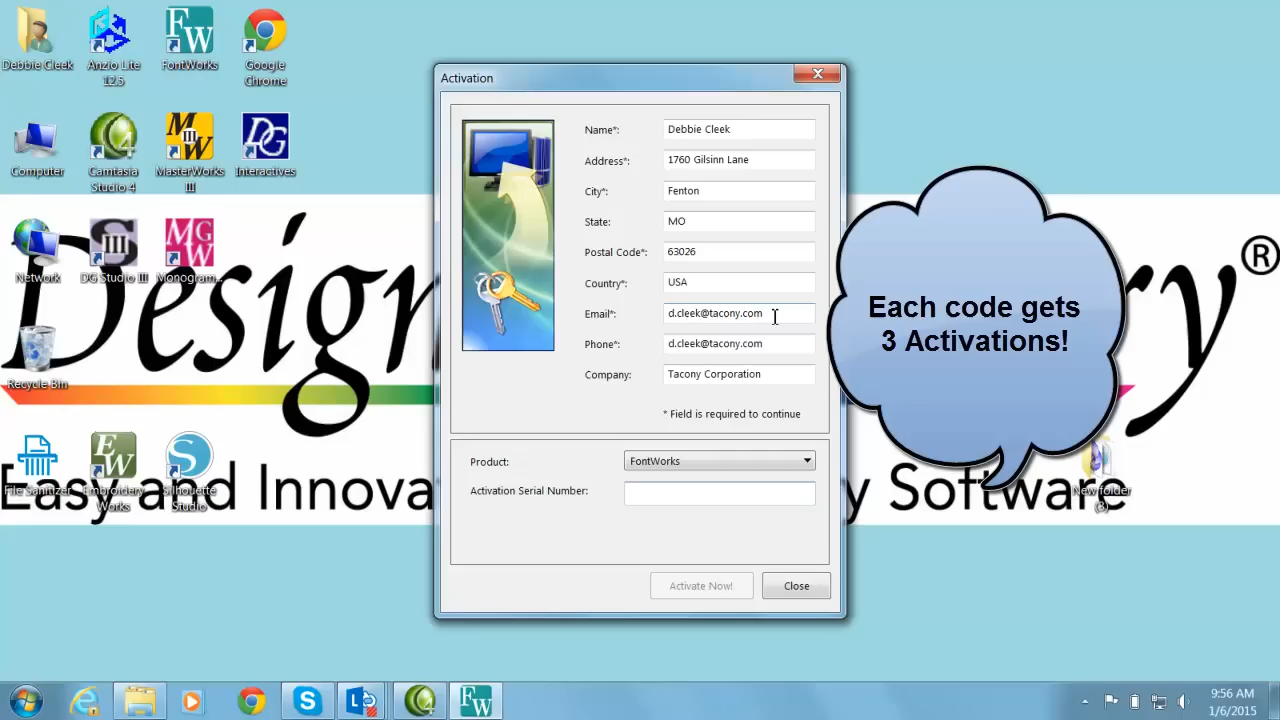 Debbie Cleek
Anzio Lite
12.5
FontWorks
Google
Chrome
Computer
Camtasia
Studio 4
MasterWorks
III
Interactives
Network
DG Studio III
Monogram...
Recycle Bin
File Sanitizer
Embroidery
Works
Silhouette
Studio
New folder
(3)
Design
ry®
Easy and Innova
y Software
Activation
Name*: Debbie Cleek
Address*: 1760 Gilsinn Lane
City*: Fenton
State: MO
Postal Code*: 63026
Country*: USA
Email*: d.cleek@tacony.com
Phone*: d.cleek@tacony.com
Company: Tacony Corporation
* Field is required to continue
Product: FontWorks
Activation Serial Number:
Activate Now!
Close
Each code gets
3 Activations!
9:56 AM
1/6/2015